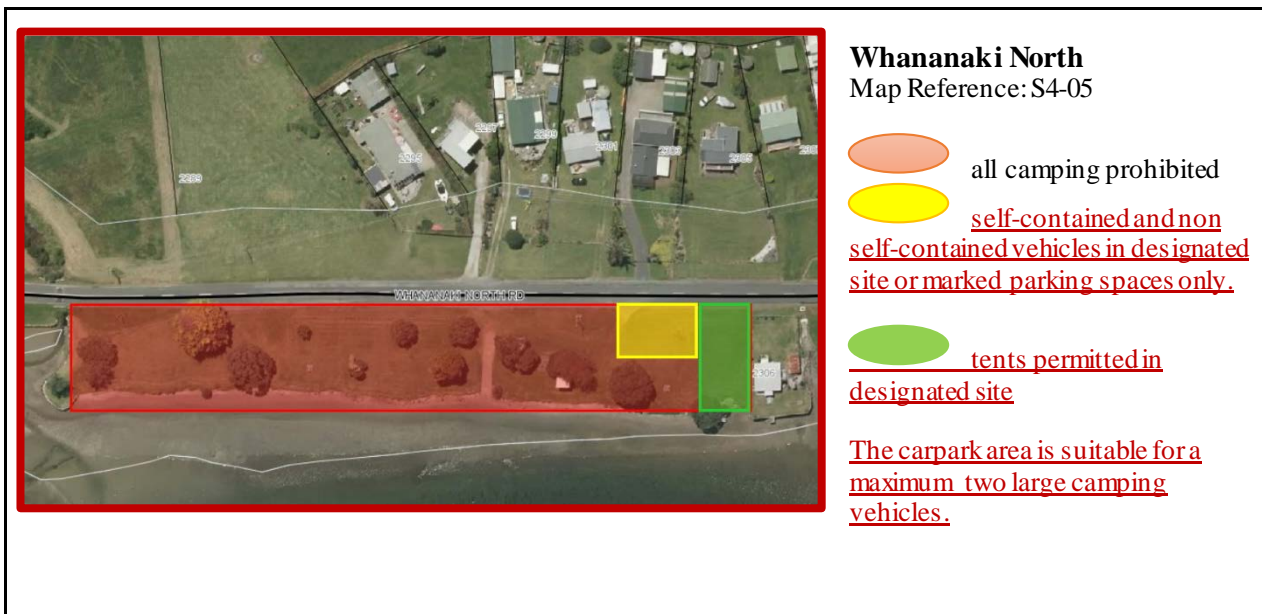 Whananaki North
Map Reference: S4-05
all camping prohibited
self-contained and non
self-contained vehicles in designated
site or marked parking spaces only.
tents permitted in
designated site
The carpark area is suitable for a
maximum two large camping
vehicles.
2289
2295
2297
2299
2301
2303
2305
WHANANAKI NORTH RD
2306